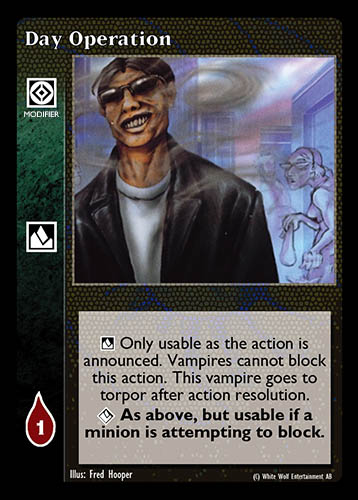 Day Operation
MODIFIER
Only usable as the action is
announced. Vampires cannot block
this action. This vampire goes to
torpor after action resolution.
As above, but usable if a
minion is attempting to block.
1
Illus: Fred Hooper
(C) White Wolf Entertainment AB